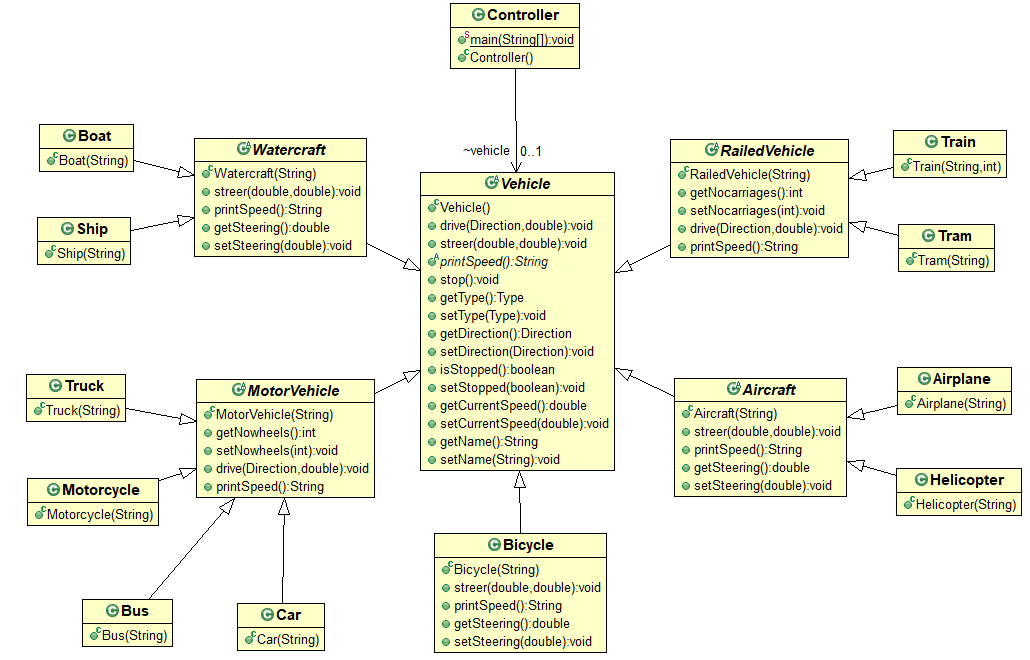 Controller
main(String[]):void
Controller()
~vehicle 0..1
Boat
Boat(String)
Ship
Ship(String)
Watercraft
Watercraft(String)
streer(double,double):void
printSpeed():String
getSteering():double
setSteering(double):void
Vehicle
Vehicle()
drive(Direction,double):void
streer(double,double):void
printSpeed():String
stop():void
getType():Type
setType(Type):void
getDirection():Direction
setDirection(Direction):void
isStopped():boolean
setStopped(boolean):void
getCurrentSpeed():double
setCurrentSpeed(double):void
getName():String
setName(String):void
RailedVehicle
RailedVehicle(String)
getNocarriages():int
setNocarriages(int):void
drive(Direction,double):void
printSpeed():String
Train
Train(String,int)
Tram
Tram(String)
Truck
Truck(String)
Motorcycle
Motorcycle(String)
MotorVehicle
MotorVehicle(String)
getNowheels():int
setNowheels(int):void
drive(Direction,double):void
printSpeed():String
Aircraft
Aircraft(String)
streer(double,double):void
printSpeed():String
getSteering():double
setSteering(double):void
Airplane
Airplane(String)
Helicopter
Helicopter(String)
Bus
Bus(String)
Car
Car(String)
Bicycle
Bicycle(String)
streer(double,double):void
printSpeed():String
getSteering():double
setSteering(double):void